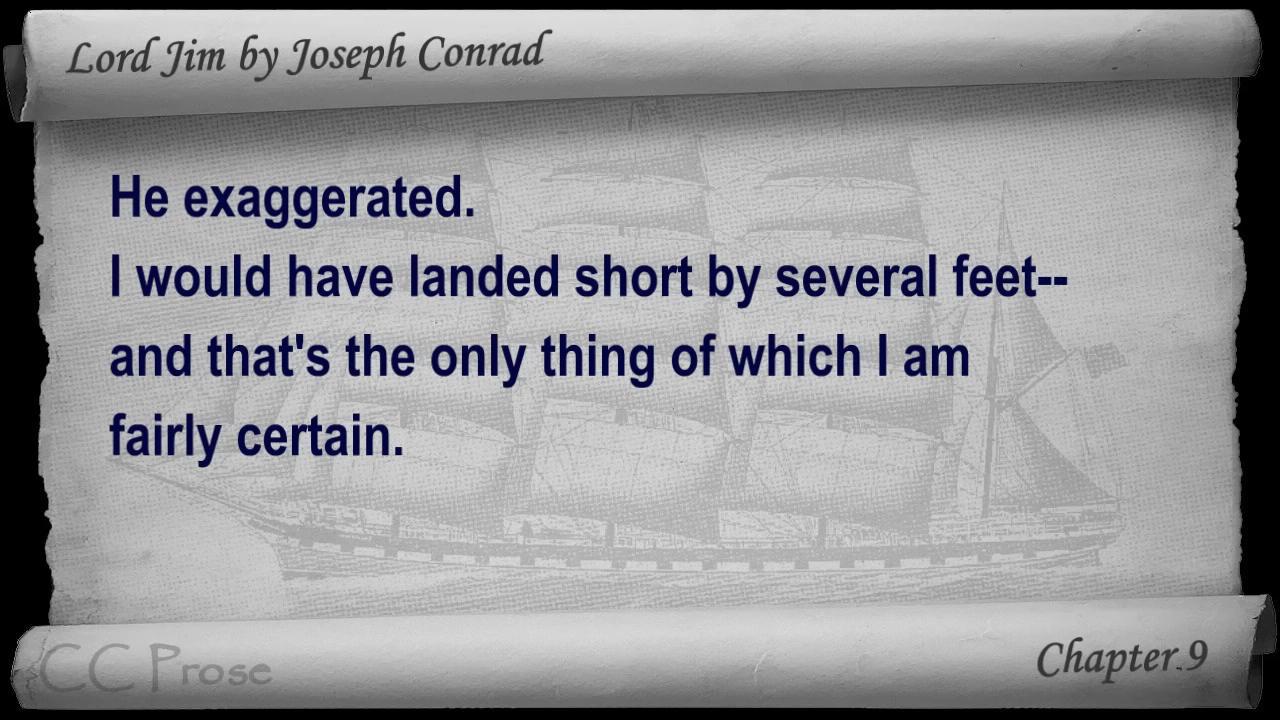 Lord Jim by Joseph Conrad
He exaggerated.
I would have landed short by several feet--
and that's the only thing of which I am
fairly certain.
CC Prose
Chapter 9